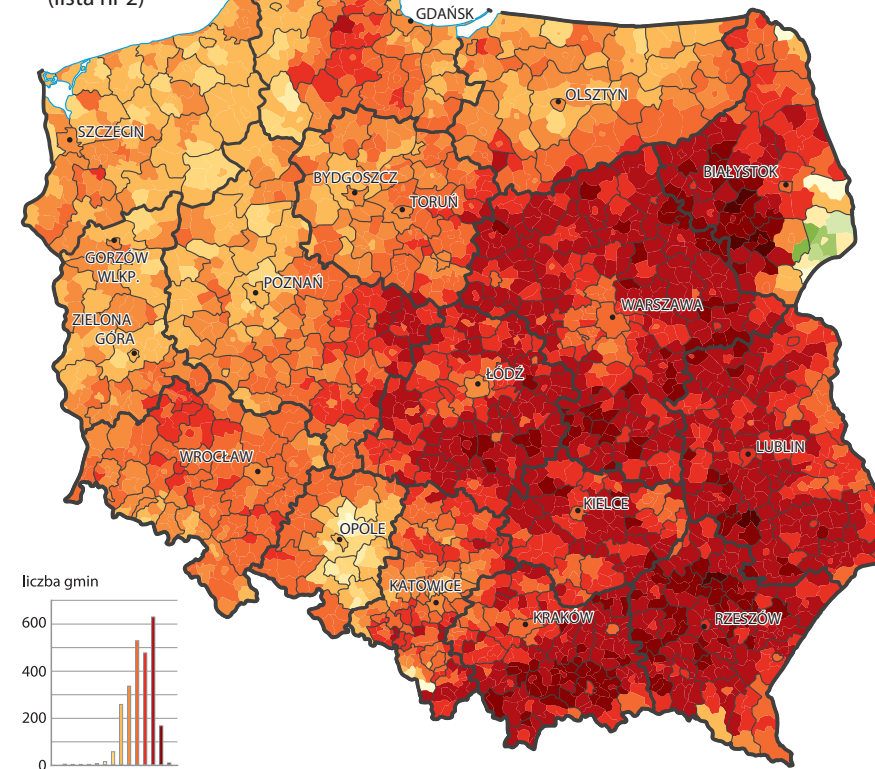 (lista nr 2)
GDAŃSK
OLSZTYN
SZCZECIN
BIAŁYSTOK
BYDGOSZCZ
TORUŃ
GORZÓW
WLKP.
POZNAŃ
WARSZAWA
ZIELONA
GÓRA
ŁÓDŹ
LUBLIN
WROCŁAW
KIELCE
OPOLE
KATOWICE
KRAKÓW
RZESZÓW
liczba gmin
600
400
200
0